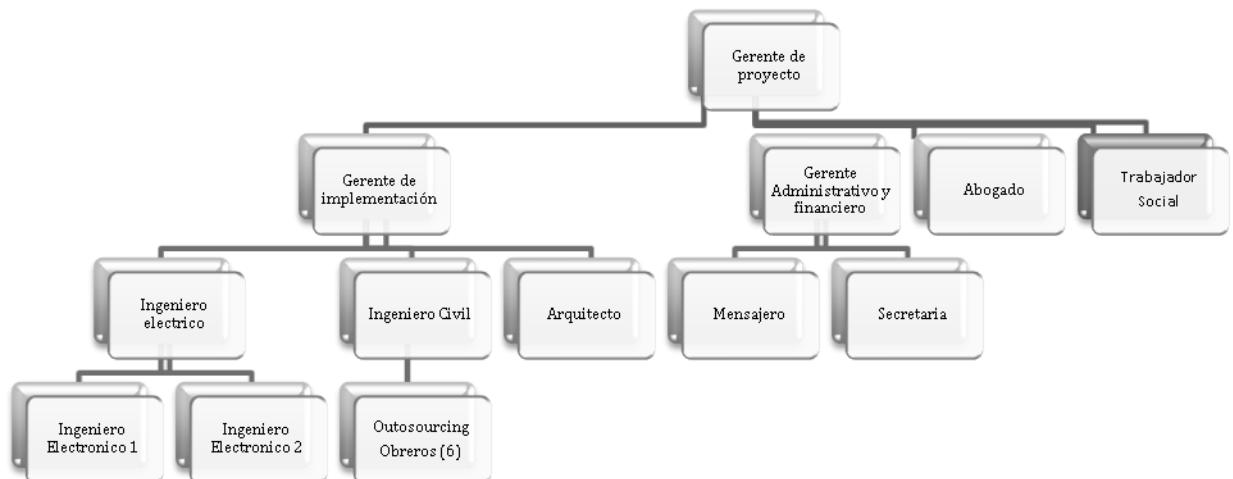 Gerente de
proyecto
Gerente de
implementación
Gerente
Administrativo y
financiero
Abogado
Trabajador
Social
Ingeniero
electrico
Ingeniero Civil
Arquitecto
Mensajero
Secretaria
Ingeniero
Electronico 1
Ingeniero
Electronico 2
Outosourcing
Obreros (6)